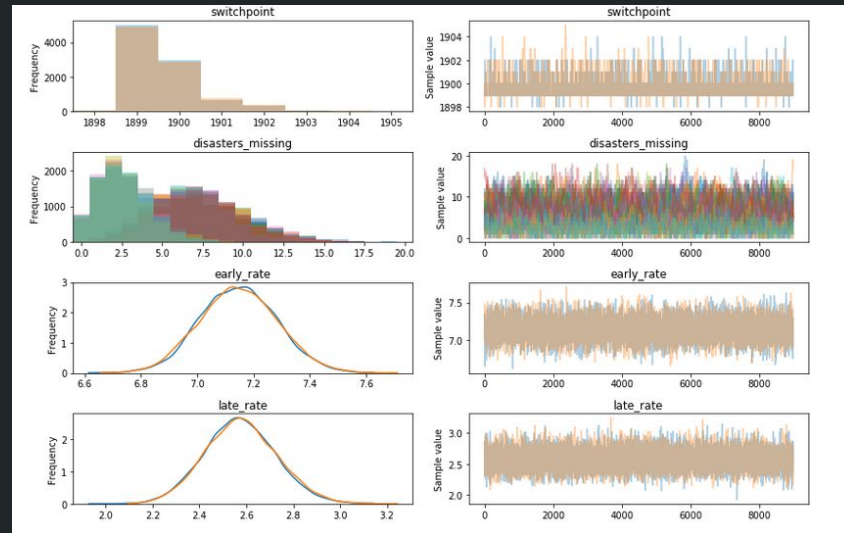 switchpoint
switchpoint
Frequency
4000
2000
0
1898 1899 1900 1901 1902 1903 1904 1905
Sample value
1904
1902
1900
1898
0 2000 4000 6000 8000
disasters_missing
disasters_missing
Frequency
2000
1000
0
0.0 2.5 5.0 7.5 10.0 12.5 15.0 17.5 20.0
Sample value
20
10
0
0 2000 4000 6000 8000
early_rate
early_rate
Frequency
3
2
1
0
6.6 6.8 7.0 7.2 7.4 7.6
Sample value
7.5
7.0
0 2000 4000 6000 8000
late_rate
late_rate
Frequency
2
1
0
2.0 2.2 2.4 2.6 2.8 3.0 3.2
Sample value
3.0
2.5
2.0
0 2000 4000 6000 8000